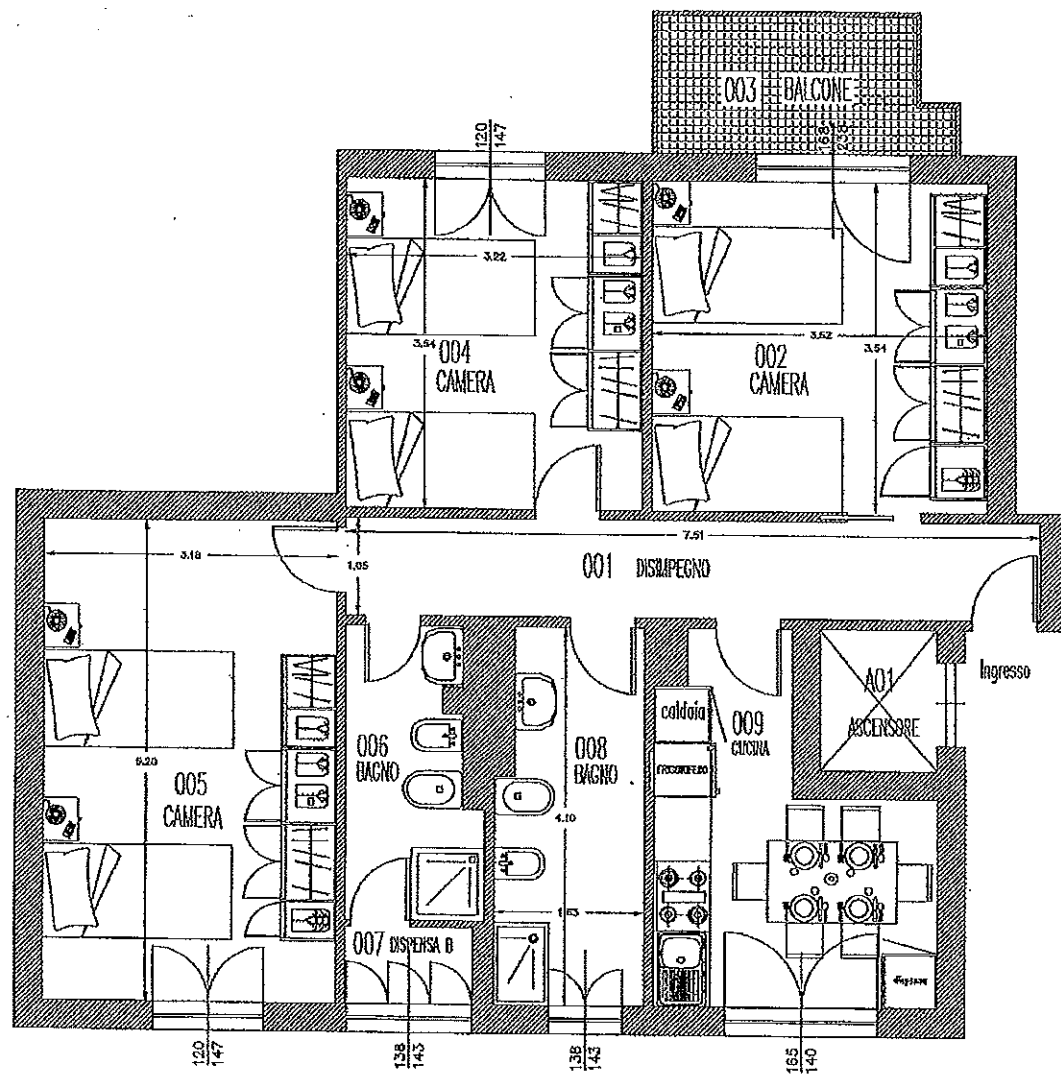 003 BALCONE
120
147
168
238
3.22
3.54
004
CAMERA
3.52
3.54
002
CAMERA
3.18
7.51
1.05
001 DISIMPEGNO
Ingresso
A01
ASCENSORE
caldaia
009
CUCINA
FRIGORIFERO
006
BAGNO
008
BAGNO
5.20
005
CAMERA
4.10
1.63
007 DISPENSA B
120
147
138
143
138
143
165
140